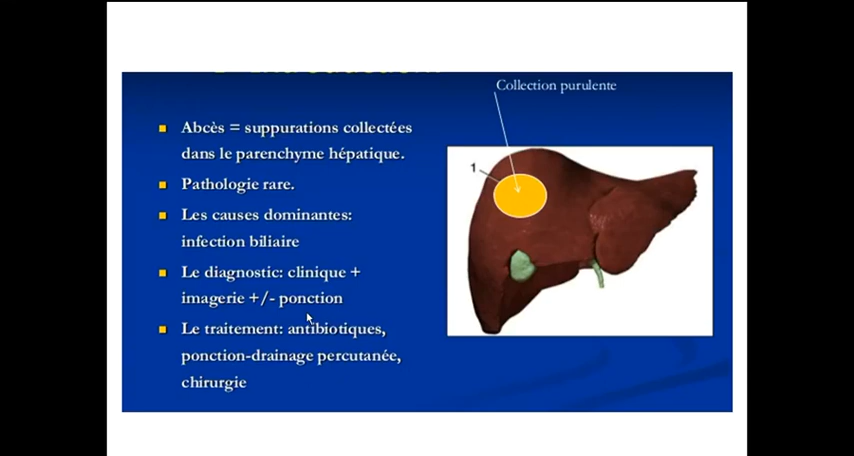 Collection purulente
Abcès = suppurations collectées
dans le parenchyme hépatique.
Pathologie rare.
Les causes dominantes:
infection biliaire
Le diagnostic: clinique +
imagerie +/- ponction
Le traitement: antibiotiques,
ponction-drainage percutanée,
chirurgie
1